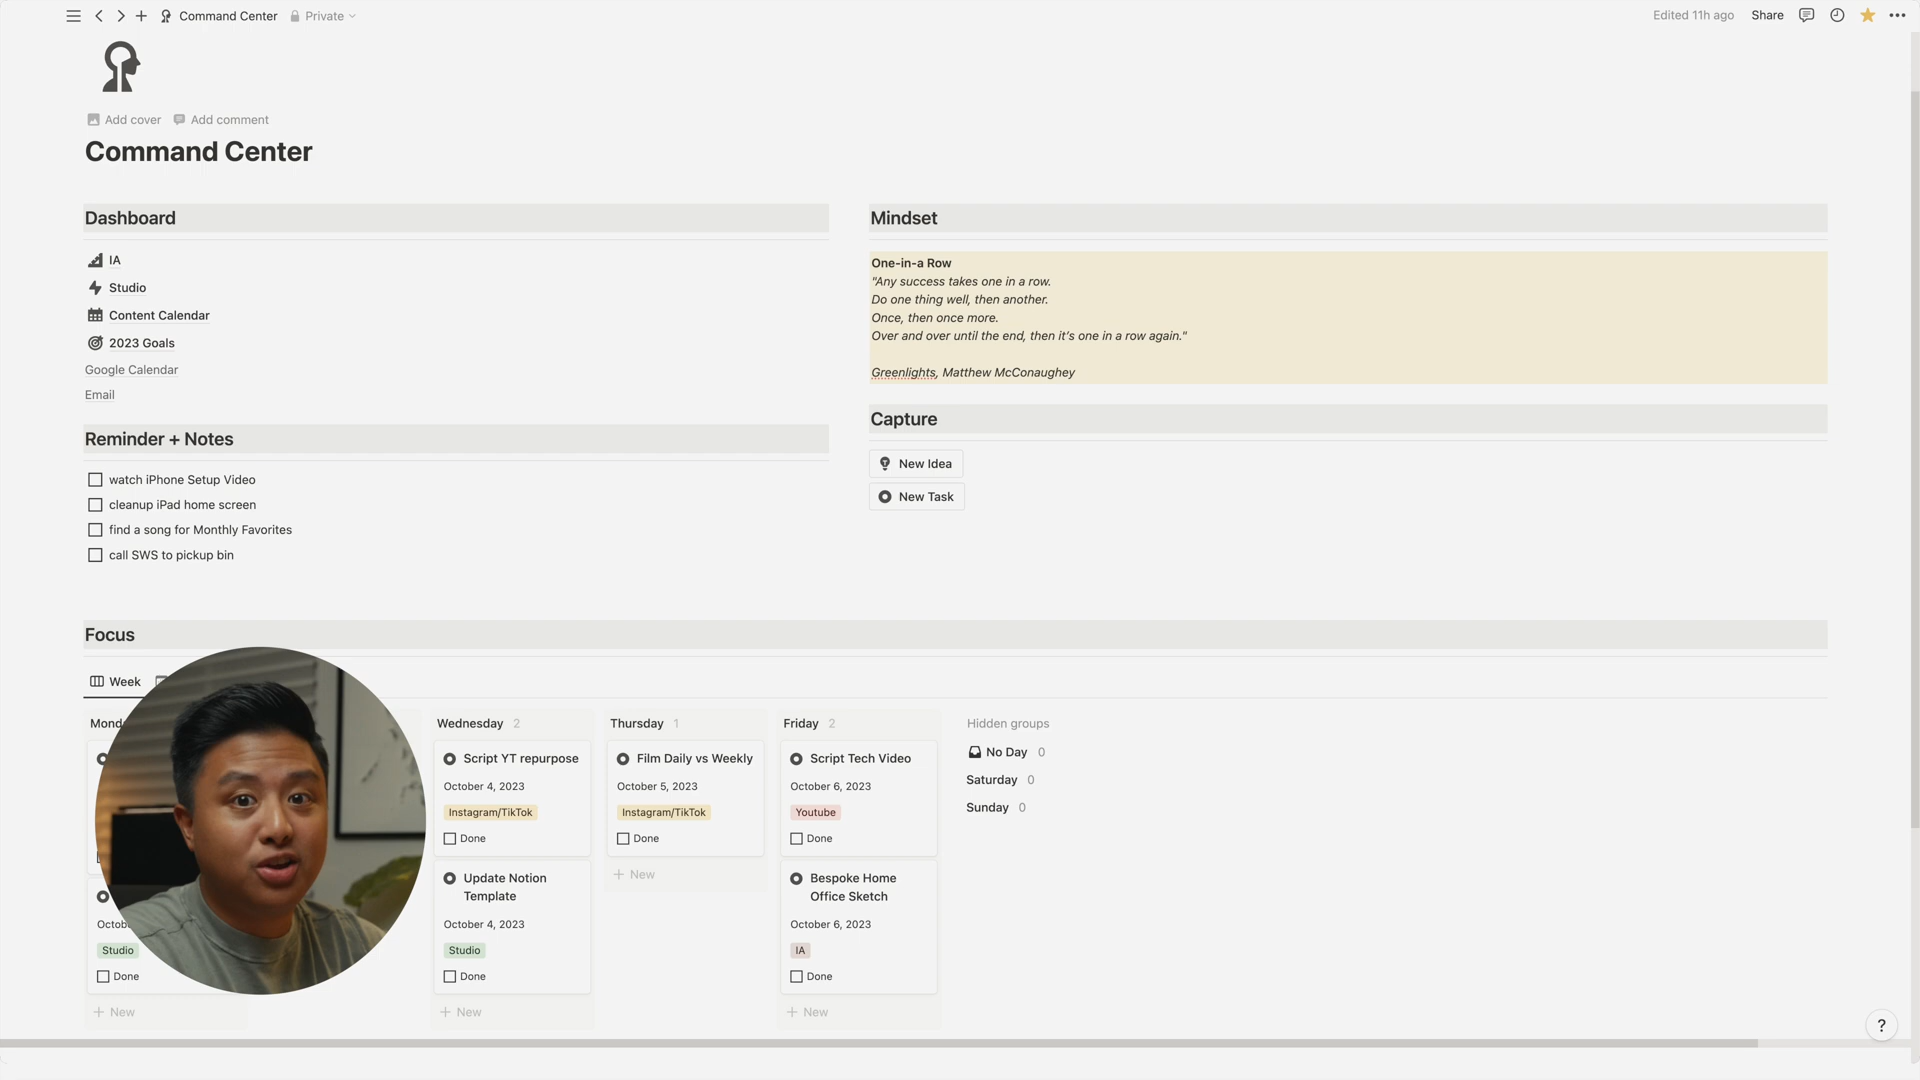 Command Center
Private
Edited 11h ago
Share
Add cover
Add comment
Command Center
Dashboard
IA
Studio
Content Calendar
2023 Goals
Google Calendar
Email
Reminder + Notes
watch iPhone Setup Video
cleanup iPad home screen
find a song for Monthly Favorites
call SWS to pickup bin
Mindset
One-in-a Row
"Any success takes one in a row.
Do one thing well, then another.
Once, then once more.
Over and over until the end, then it's one in a row again."
Greenlights, Matthew McConaughey
Capture
New Idea
New Task
Focus
Week
Mond
Octob
Studio
Done
New
Wednesday 2
Script YT repurpose
October 4, 2023
Instagram/TikTok
Done
Update Notion
Template
October 4, 2023
Studio
Done
New
Thursday 1
Film Daily vs Weekly
October 5, 2023
Instagram/TikTok
Done
New
Friday 2
Script Tech Video
October 6, 2023
Youtube
Done
Bespoke Home
Office Sketch
October 6, 2023
IA
Done
New
Hidden groups
No Day 0
Saturday 0
Sunday 0
?